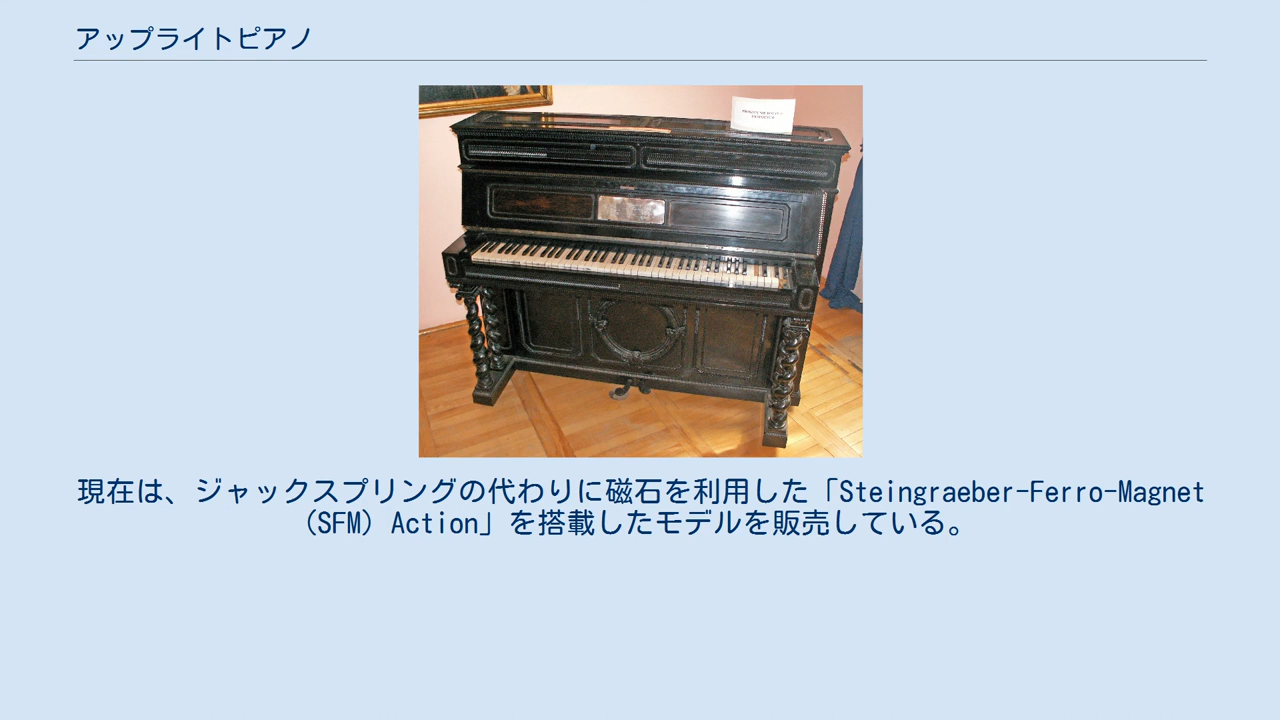 アップライトピアノ
現在は、ジャックスプリングの代わりに磁石を利用した「Steingraeber-Ferro-Magnet
(SFM) Action」を搭載したモデルを販売している。